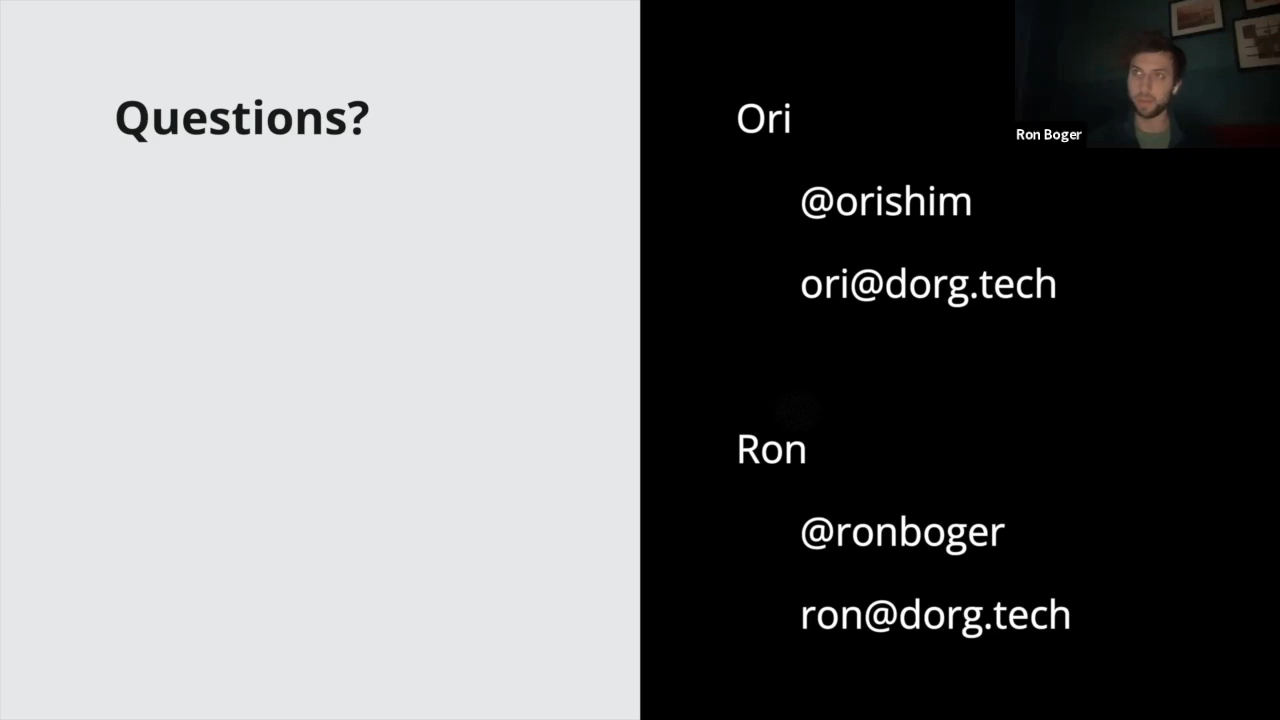 Questions?
Ori
@orishim
ori@dorg.tech
Ron
@ronboger
ron@dorg.tech
Ron Boger